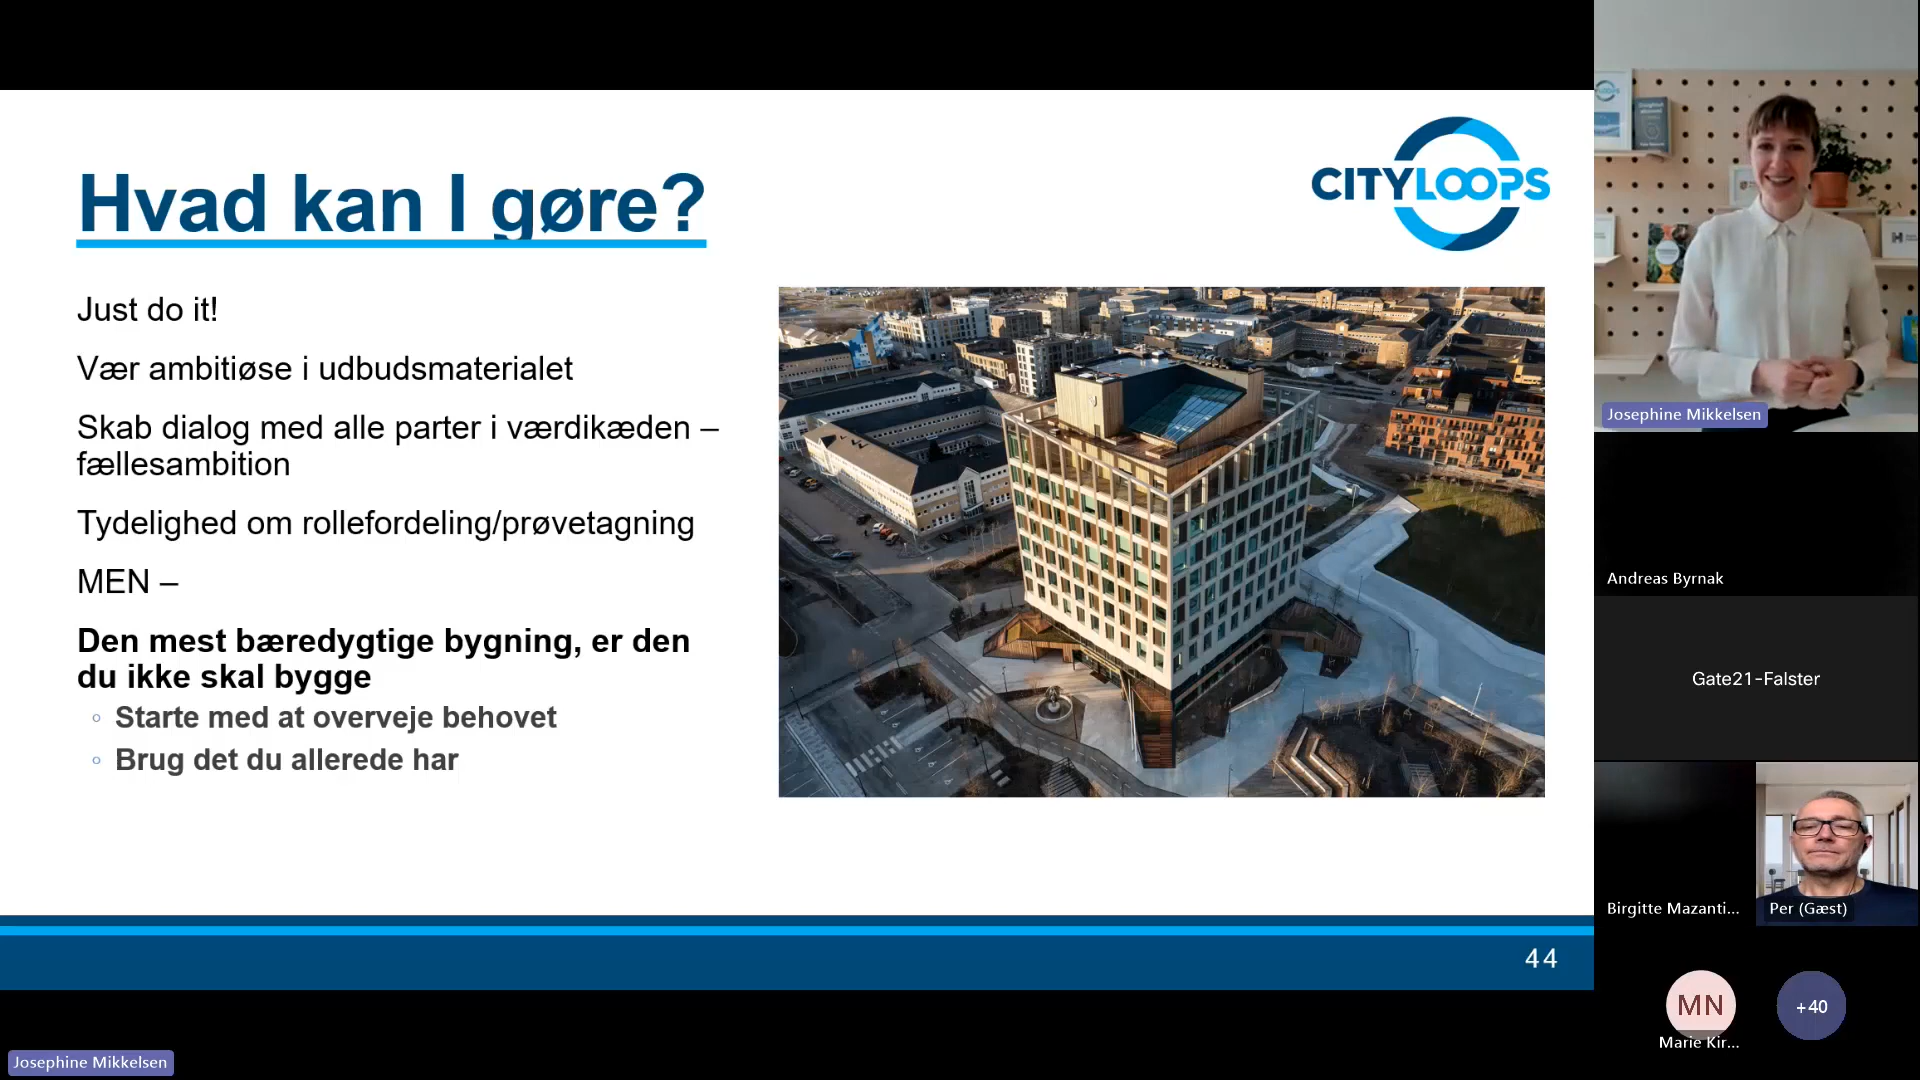 Hvad kan I gøre?
CITYLOOPS
Just do it!
Vær ambitiøse i udbudsmaterialet
Skab dialog med alle parter i værdikæden –
fællesambition
Tydelighed om rollefordeling/prøvetagning
MEN –
Den mest bæredygtige bygning, er den
du ikke skal bygge
Starte med at overveje behovet
Brug det du allerede har
44
Josephine Mikkelsen
Josephine Mikkelsen
Andreas Byrnak
Gate21-Falster
Birgitte Mazanti...
Per (Gæst)
MN
Marie Kir...
+40